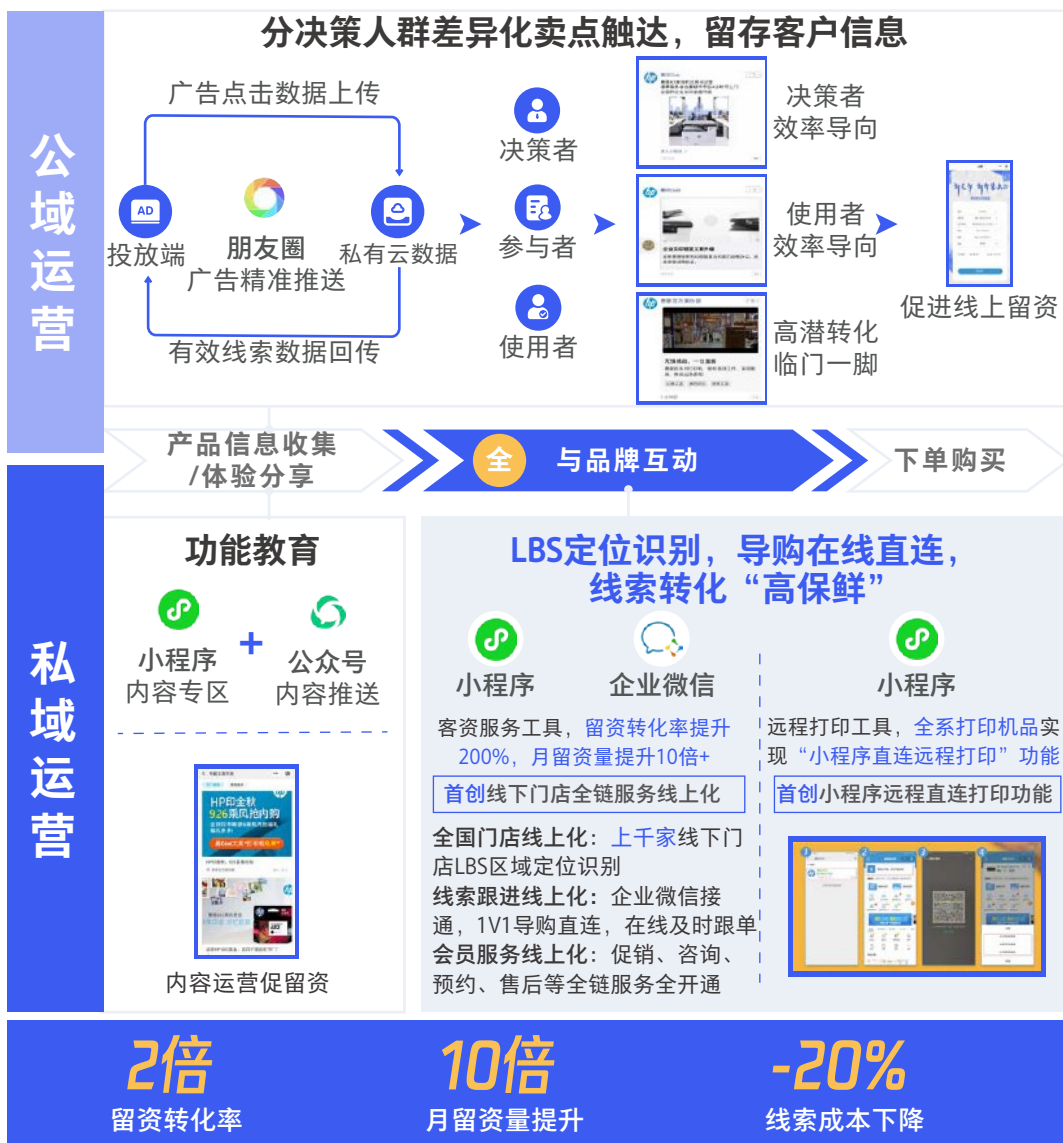 分决策人群差异化卖点触达，留存客户信息
公域运营
广告点击数据上传
AD
投放端
朋友圈
广告精准推送
私有云数据
有效线索数据回传
决策者
参与者
使用者
决策者
效率导向
使用者
效率导向
高潜转化
临门一脚
促进线上留资
产品信息收集
/体验分享
全
与品牌互动
下单购买
私域运营
功能教育
小程序
内容专区
+
公众号
内容推送
HP印金秋
926乘风抢内购
内容运营促留资
LBS定位识别，导购在线直连，
线索转化“高保鲜”
小程序
企业微信
客资服务工具，留资转化率提升
200%，月留资量提升10倍+
首创线下门店全链服务线上化
全国门店线上化：上千家线下门
店LBS区域定位识别
线索跟进线上化：企业微信接
通，1V1导购直连，在线及时跟单
会员服务线上化：促销、咨询、
预约、售后等全链服务全开通
小程序
远程打印工具，全系打印机品实
现“小程序直连远程打印”功能
首创小程序远程直连打印功能
2倍
留资转化率
10倍
月留资量提升
-20%
线索成本下降